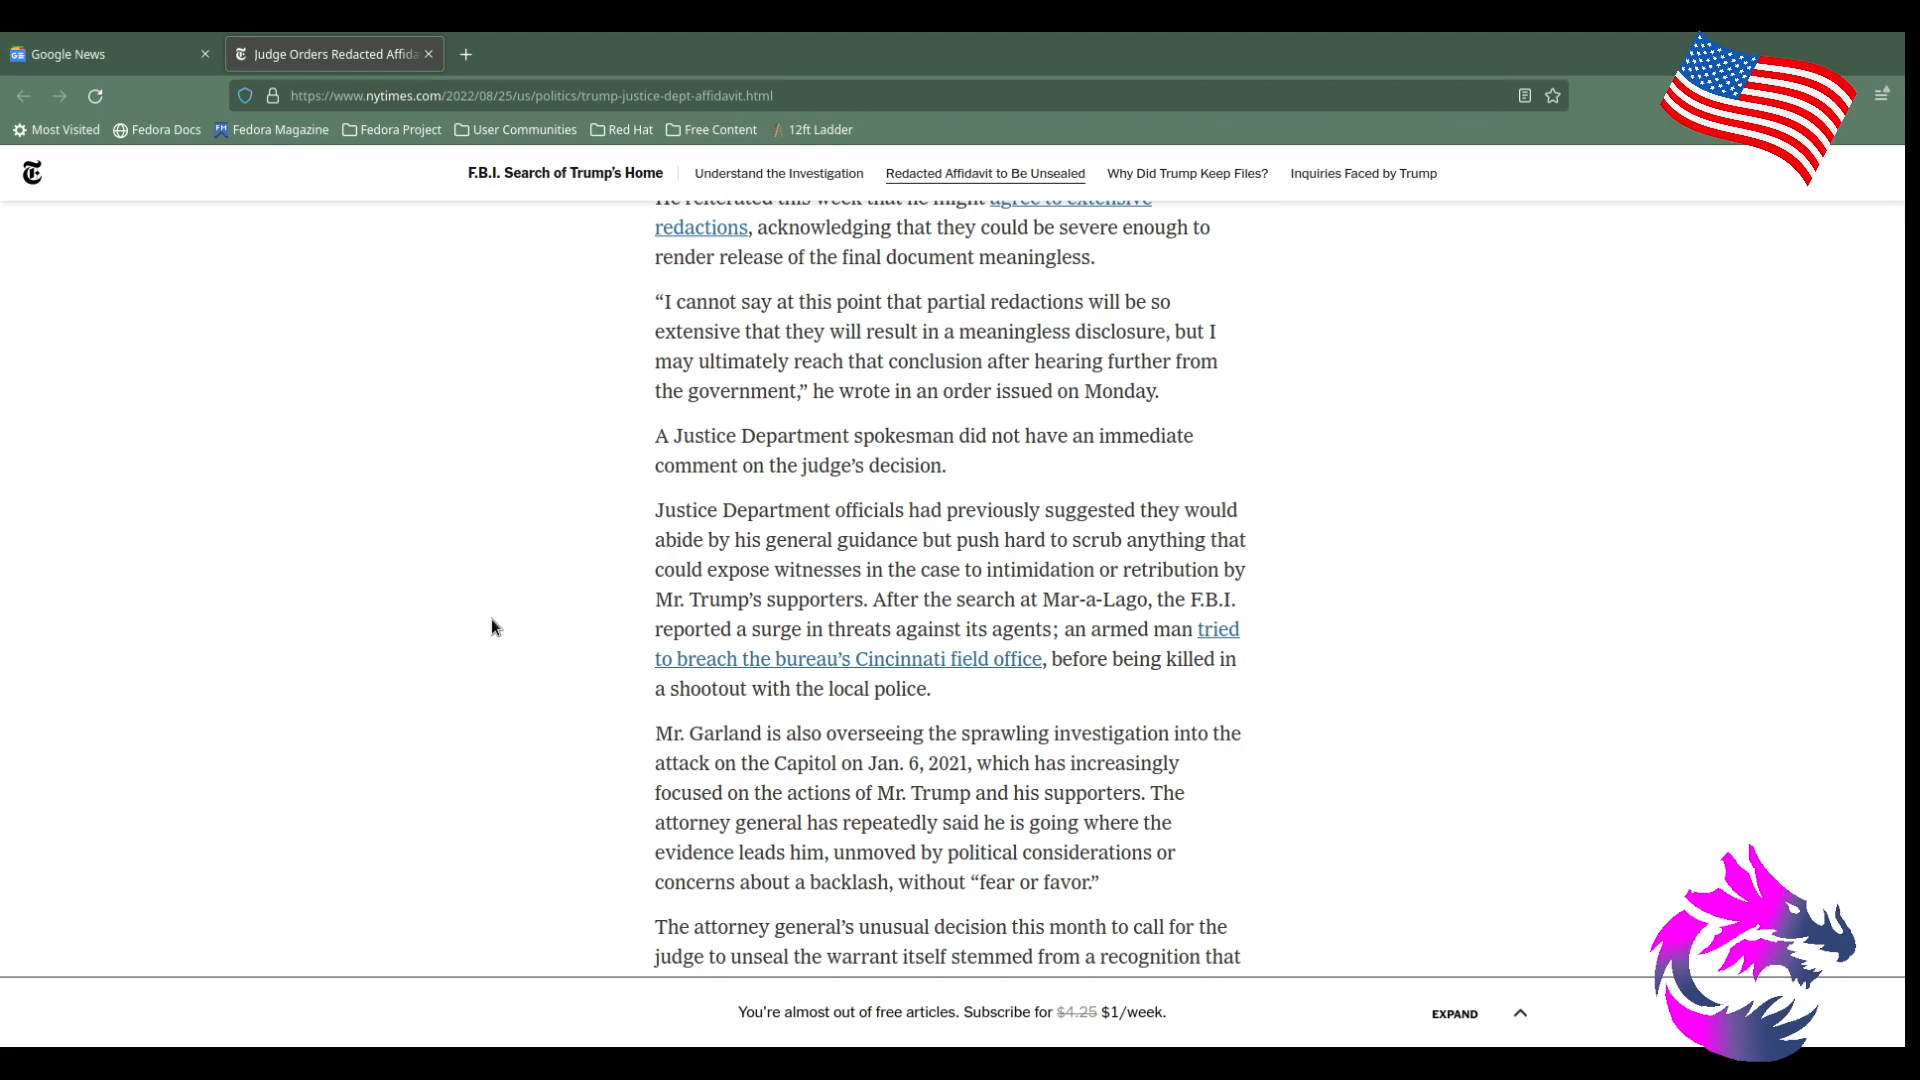 Google News
Judge Orders Redacted Affida
https://www.nytimes.com/2022/08/25/us/politics/trump-justice-dept-affidavit.html
Most Visited Fedora Docs Fedora Magazine Fedora Project User Communities Red Hat Free Content 12ft Ladder
F.B.I. Search of Trump’s Home Understand the Investigation Redacted Affidavit to Be Unsealed Why Did Trump Keep Files? Inquiries Faced by Trump
He reiterated this week that he might agree to extensive
redactions, acknowledging that they could be severe enough to
render release of the final document meaningless.
“I cannot say at this point that partial redactions will be so
extensive that they will result in a meaningless disclosure, but I
may ultimately reach that conclusion after hearing further from
the government,” he wrote in an order issued on Monday.
A Justice Department spokesman did not have an immediate
comment on the judge’s decision.
Justice Department officials had previously suggested they would
abide by his general guidance but push hard to scrub anything that
could expose witnesses in the case to intimidation or retribution by
Mr. Trump’s supporters. After the search at Mar-a-Lago, the F.B.I.
reported a surge in threats against its agents; an armed man tried
to breach the bureau’s Cincinnati field office, before being killed in
a shootout with the local police.
Mr. Garland is also overseeing the sprawling investigation into the
attack on the Capitol on Jan. 6, 2021, which has increasingly
focused on the actions of Mr. Trump and his supporters. The
attorney general has repeatedly said he is going where the
evidence leads him, unmoved by political considerations or
concerns about a backlash, without “fear or favor.”
The attorney general’s unusual decision this month to call for the
judge to unseal the warrant itself stemmed from a recognition that
You’re almost out of free articles. Subscribe for $4.25 $1/week.
EXPAND